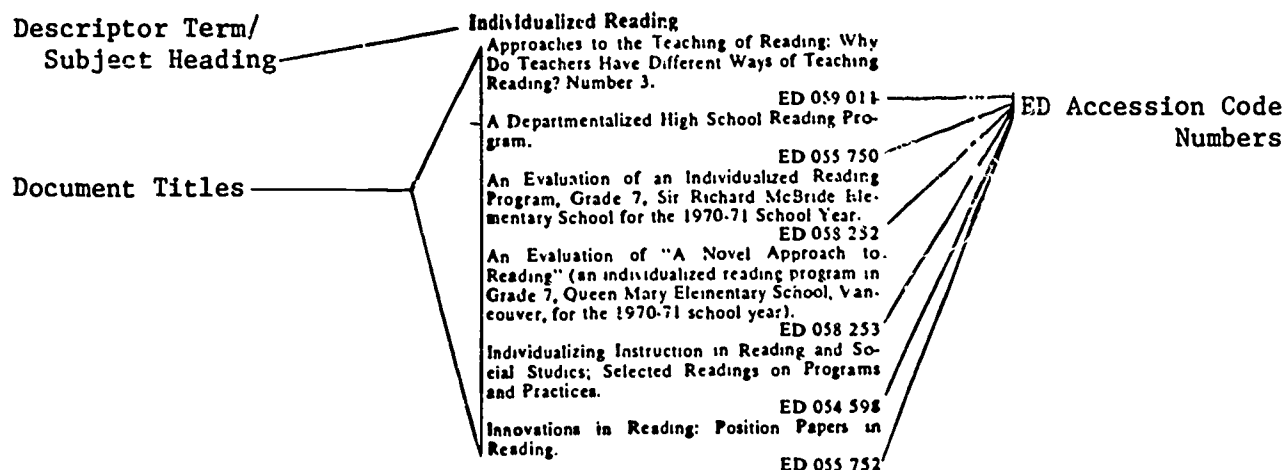 Descriptor Term/
Subject Heading
Individualized Reading
Approaches to the Teaching of Reading: Why
Do Teachers Have Different Ways of Teaching
Reading? Number 3.
ED 059 011
A Departmentalized High School Reading Pro-
gram.
ED 055 750
ED Accession Code
Numbers
Document Titles
An Evaluation of an Individualized Reading
Program, Grade 7, Sir Richard McBride Ele-
mentary School for the 1970-71 School Year.
ED 058 252
An Evaluation of "A Novel Approach to
Reading" (an individualized reading program in
Grade 7, Queen Mary Elementary School, Van-
couver, for the 1970-71 school year).
ED 058 253
Individualizing Instruction in Reading and So-
cial Studies; Selected Readings on Programs
and Practices.
ED 054 598
Innovations in Reading: Position Papers in
Reading.
ED 055 752